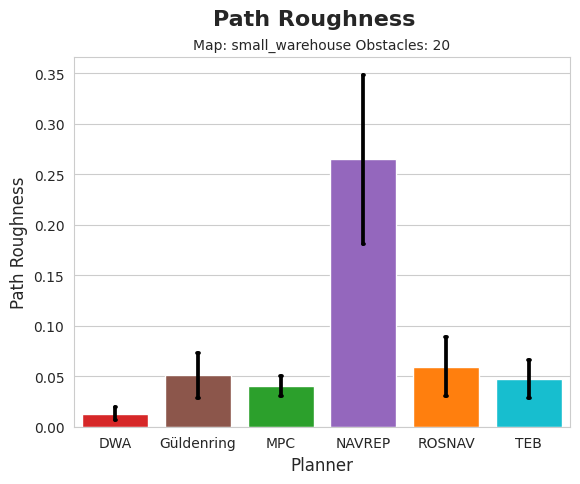 Path Roughness
Map: small_warehouse Obstacles: 20
Path Roughness
0.35
0.30
0.25
0.20
0.15
0.10
0.05
0.00
DWA Güldenring MPC NAVREP ROSNAV TEB
Planner